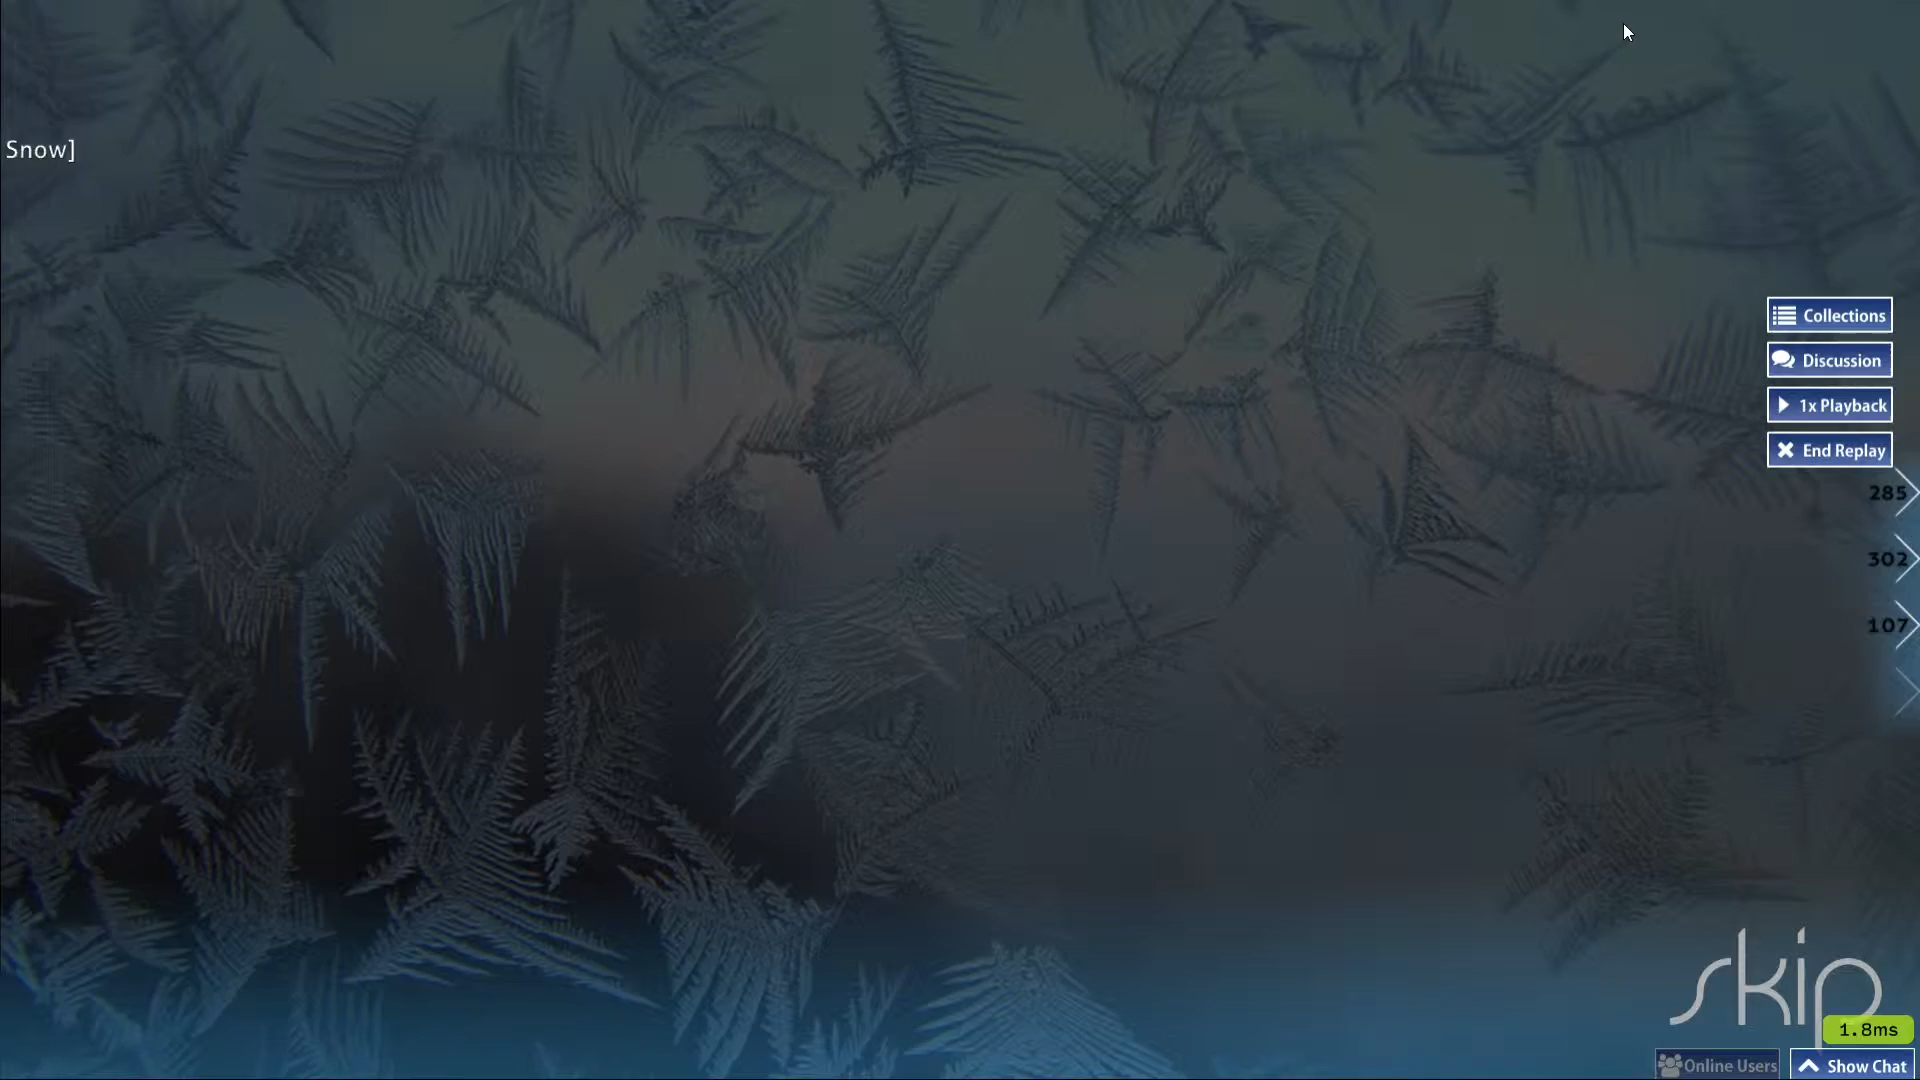 Snow]
Collections
Discussion
1x Playback
End Replay
285
302
107
skip
1.8ms
Online Users
Show Chat